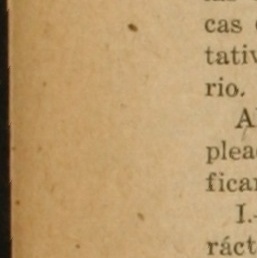 cas
tativ
rio.
A
plea
ficar
I.-
ráct